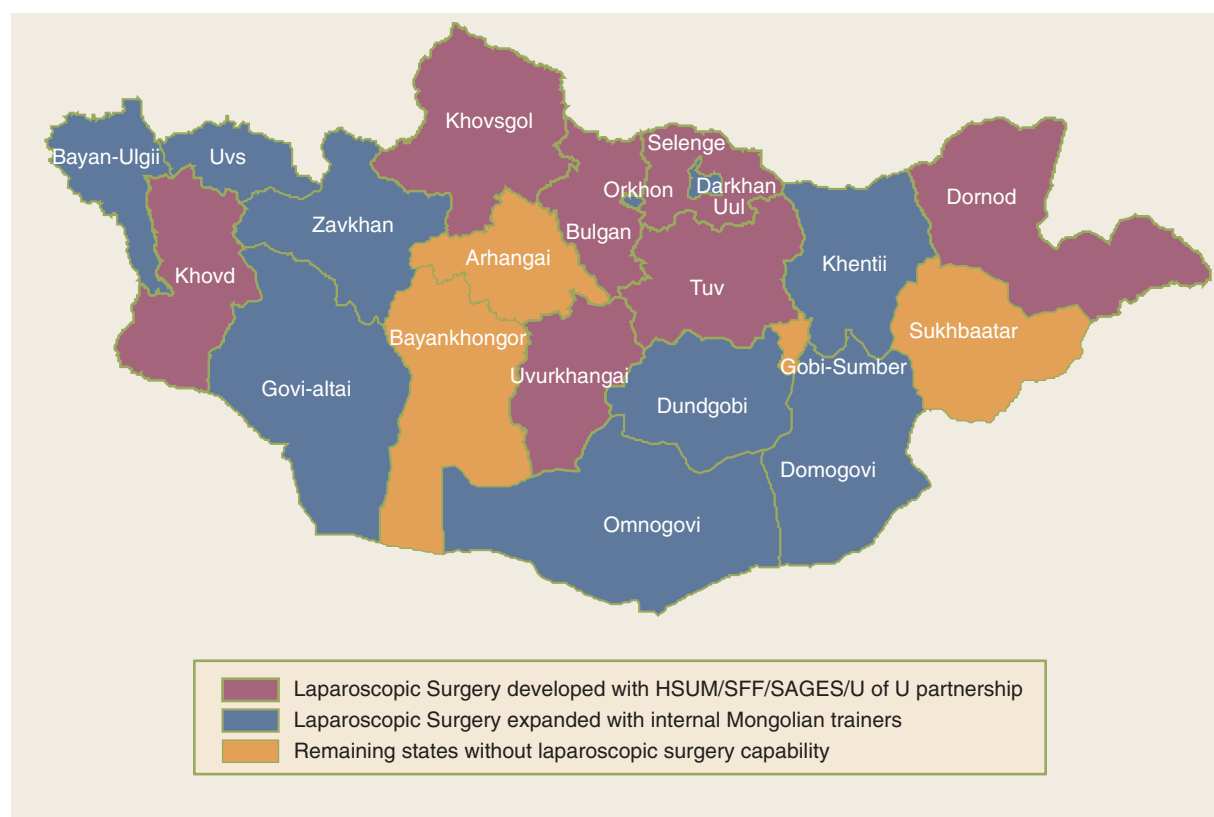 Khovsgol
Selenge
Bayan-Ulgii
Uvs
Orkhon
Darkhan
Uul
Dornod
Zavkhan
Bulgan
Arhangai
Khentii
Khovd
Tuv
Sukhbaatar
Bayankhongor
Gobi-Sumber
Uvurkhangai
Govi-altai
Dundgobi
Domogovi
Omnogovi
Laparoscopic Surgery developed with HSUM/SFF/SAGES/U of U partnership
Laparoscopic Surgery expanded with internal Mongolian trainers
Remaining states without laparoscopic surgery capability